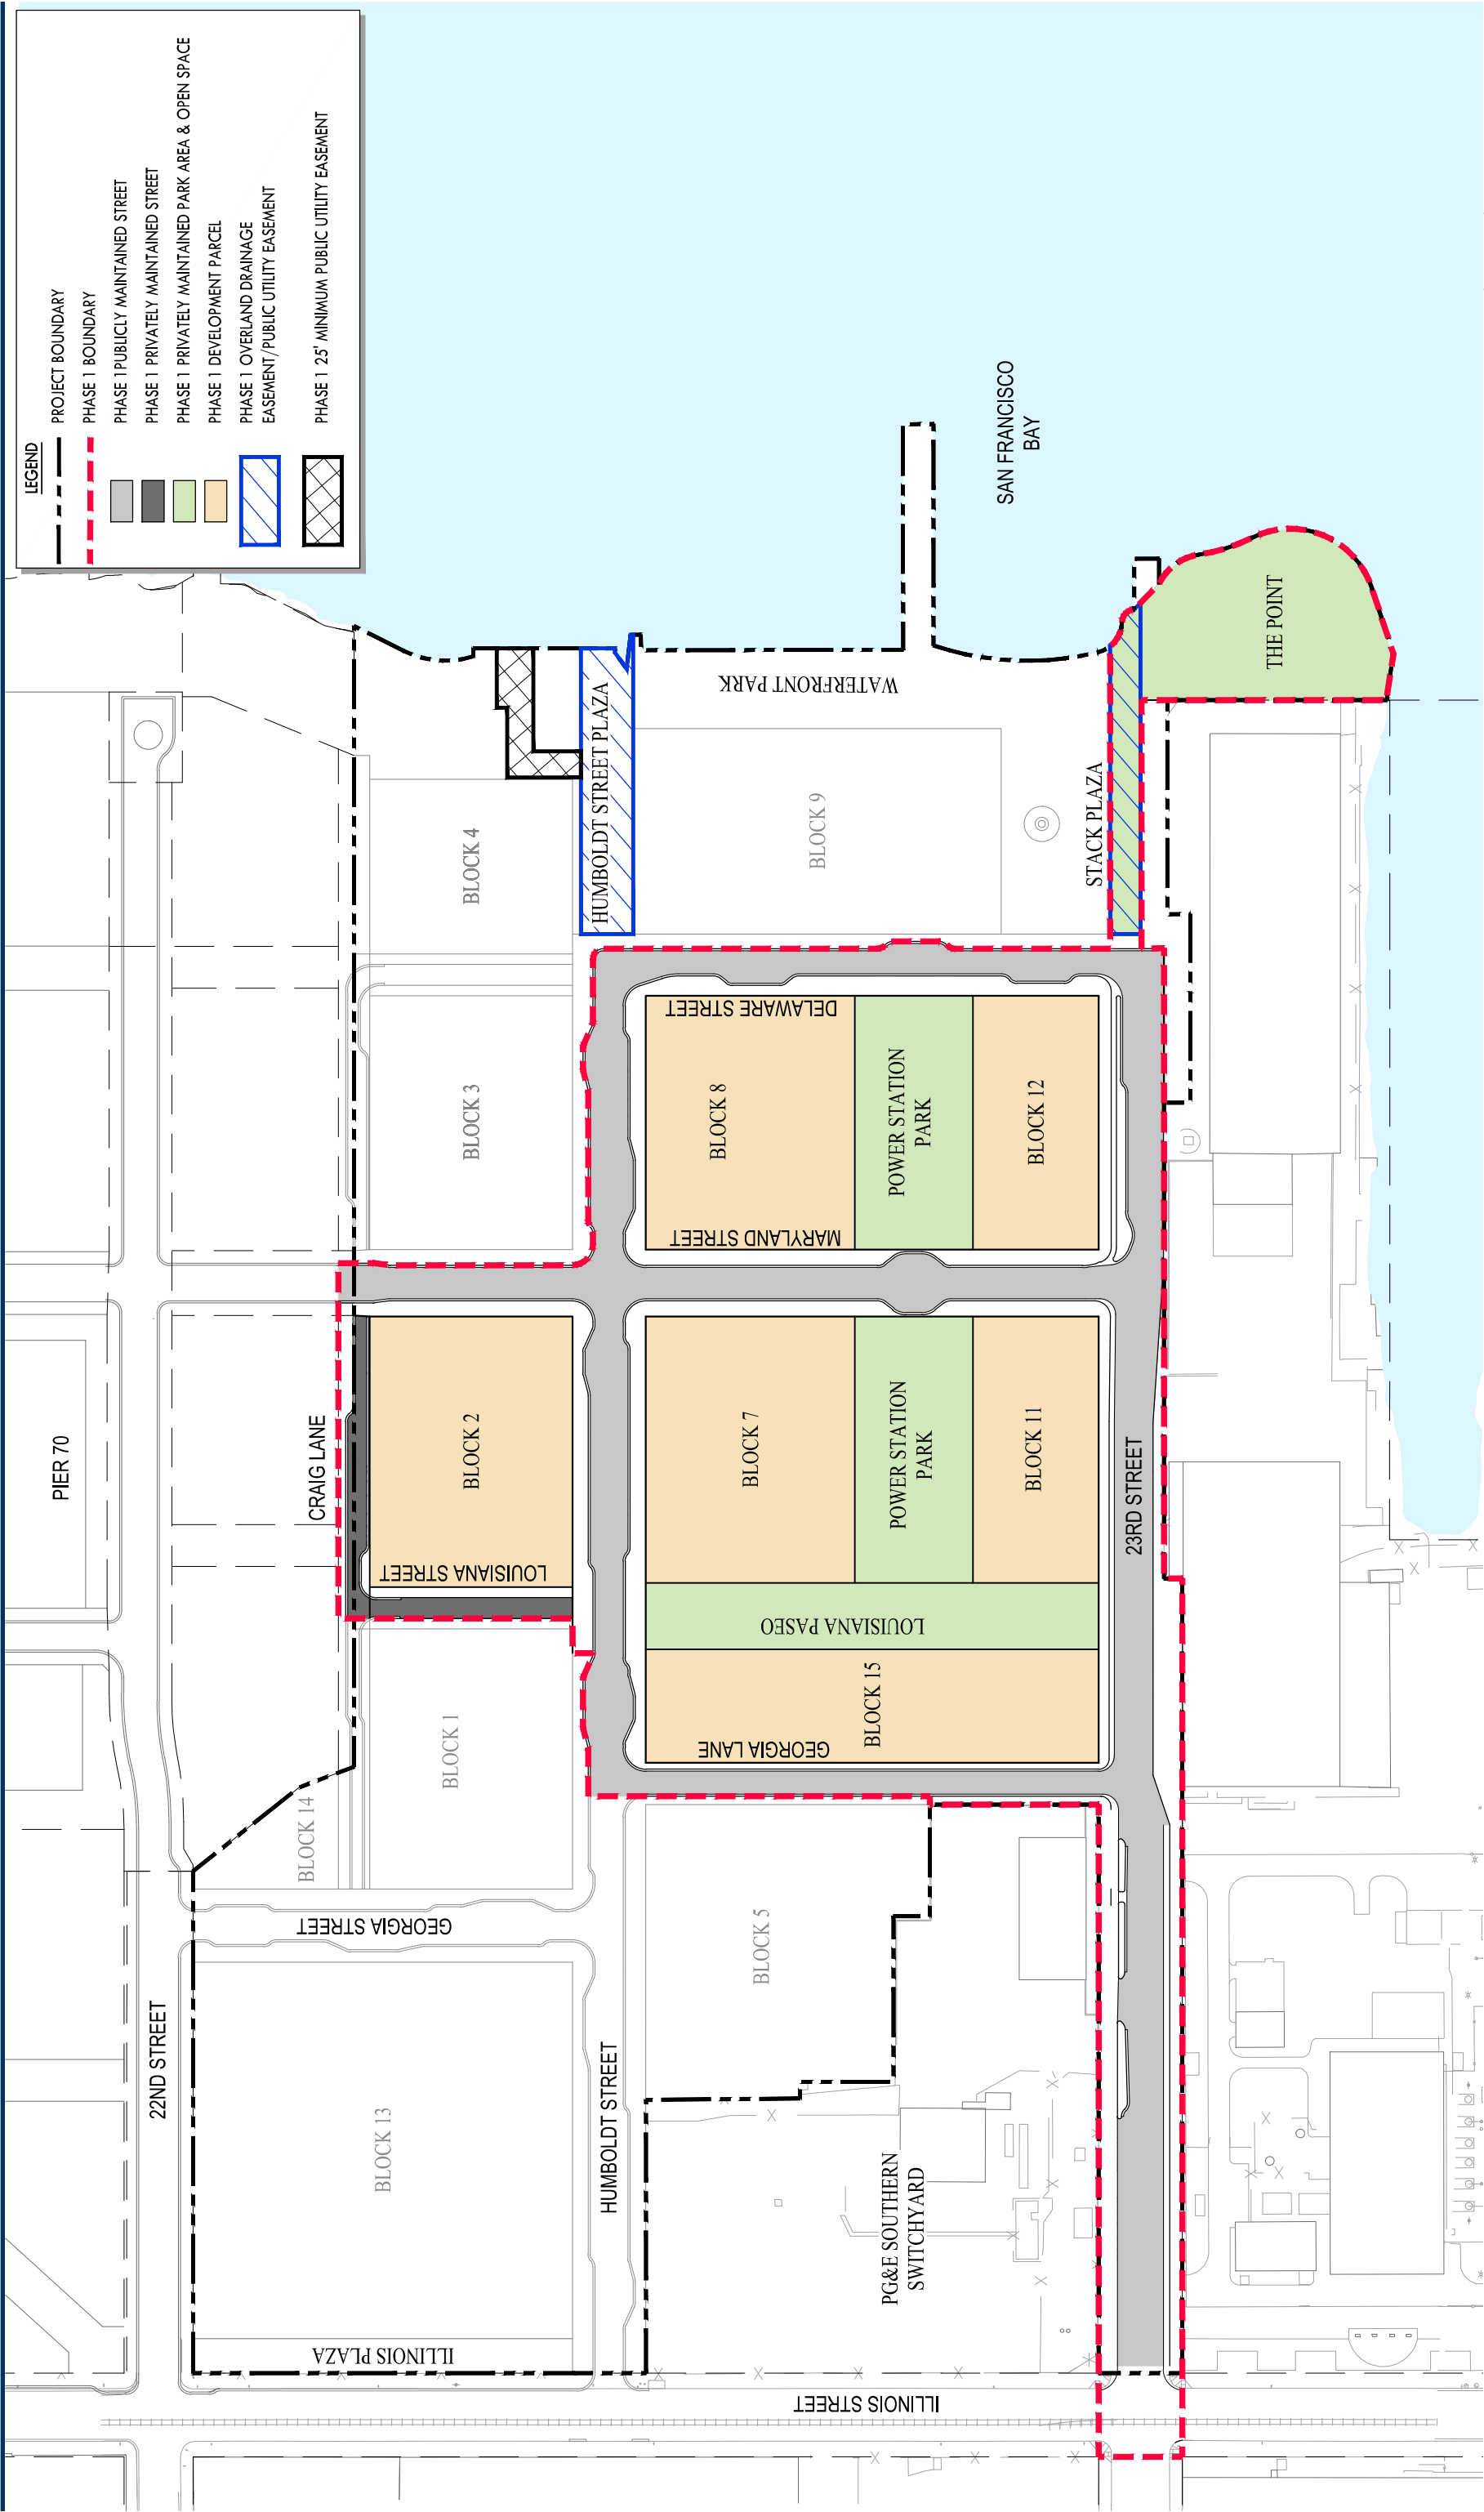 LEGEND
PROJECT BOUNDARY
PHASE 1 BOUNDARY
PHASE 1PUBLICLY MAINTAINED STREET
PHASE 1 PRIVATELY MAINTAINED STREET
PHASE 1 PRIVATELY MAINTAINED PARK AREA & OPEN SPACE
PHASE 1 DEVELOPMENT PARCEL
PHASE 1 OVERLAND DRAINAGE
EASEMENT/PUBLIC UTILITY EASEMENT
PHASE 1 25' MINIMUM PUBLIC UTILITY EASEMENT
PIER 70
22ND STREET
CRAIG LANE
BLOCK 14
GEORGIA STREET
BLOCK 13
ILLINOIS PLAZA
BLOCK 1
LOUISIANA STREET
BLOCK 2
BLOCK 3
BLOCK 4
HUMBOLDT STREET
HUMBOLDT STREET PLAZA
ILLINOIS STREET
PG&E SOUTHERN
SWITCHYARD
BLOCK 5
GEORGIA LANE
BLOCK 15
LOUISIANA PASEO
BLOCK 7
POWER STATION
PARK
BLOCK 11
MARYLAND STREET
BLOCK 8
DELAWARE STREET
POWER STATION
PARK
BLOCK 12
BLOCK 9
WATERFRONT PARK
STACK PLAZA
23RD STREET
THE POINT
SAN FRANCISCO
BAY